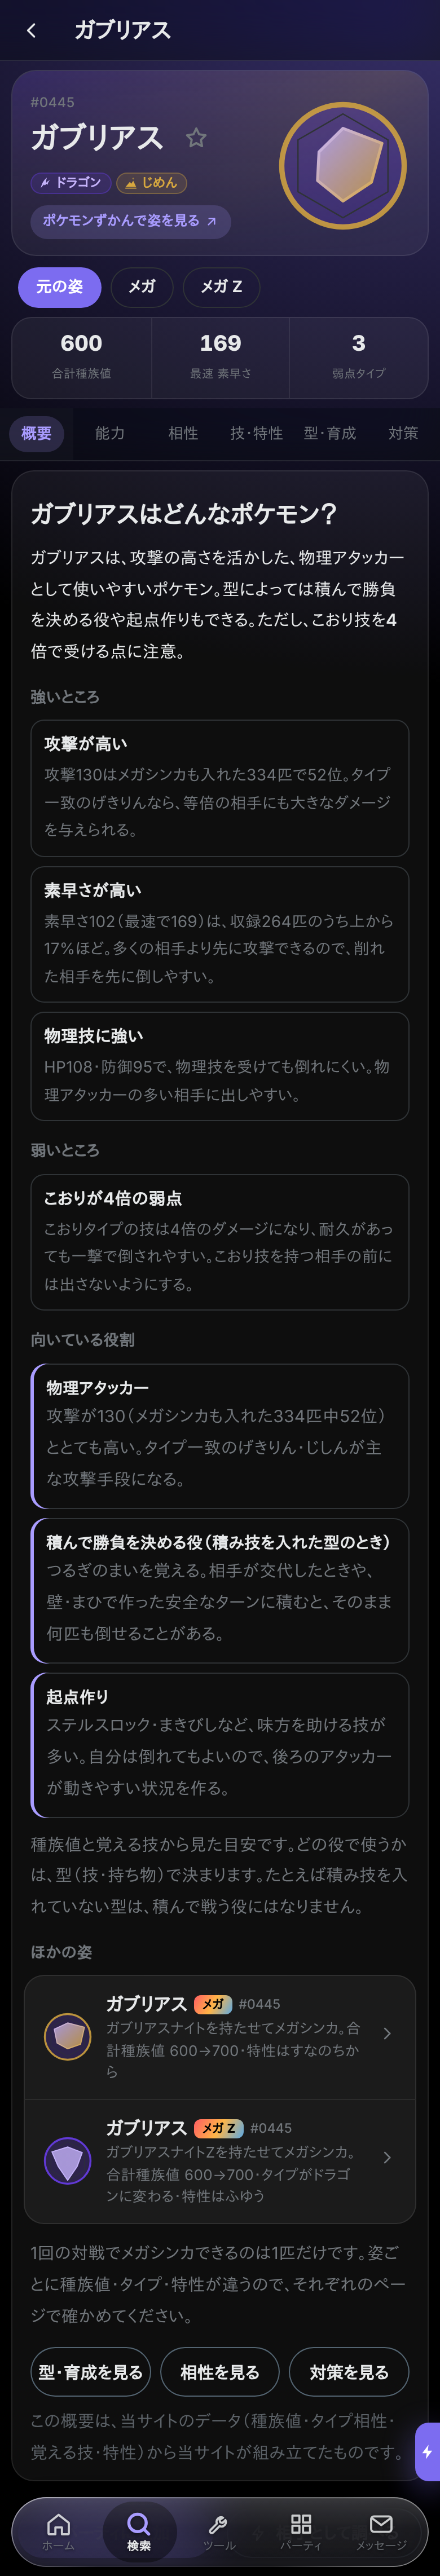 ガブリアス
#0445
ガブリアス
ドラゴン じめん
ポケモンずかんで姿を見る ↗
元の姿 メガ メガ Z
600 169 3
合計種族値 最速 素早さ 弱点タイプ
概要 能力 相性 技・特性 型・育成 対策
ガブリアスはどんなポケモン？
ガブリアスは、攻撃の高さを活かした、物理アタッカー
として使いやすいポケモン。型によっては積んで勝負
を決める役や起点作りもできる。ただし、こおり技を4
倍で受ける点に注意。
強いところ
攻撃が高い
攻撃130はメガシンカも入れた334匹で52位。タイプ
一致のげきりんなら、等倍の相手にも大きなダメージ
を与えられる。
素早さが高い
素早さ102（最速で169）は、収録264匹のうち上から
17%ほど。多くの相手より先に攻撃できるので、削れ
た相手を先に倒しやすい。
物理技に強い
HP108・防御95で、物理技を受けても倒れにくい。物
理アタッカーの多い相手に出しやすい。
弱いところ
こおりが4倍の弱点
こおりタイプの技は4倍のダメージになり、耐久があっ
ても一撃で倒されやすい。こおり技を持つ相手の前に
は出さないようにする。
向いている役割
物理アタッカー
攻撃が130（メガシンカも入れた334匹中52位）
ととても高い。タイプ一致のげきりん・じしんが主
な攻撃手段になる。
積んで勝負を決める役（積み技を入れた型のとき）
つるぎのまいを覚える。相手が交代したときや、
壁・まひで作った安全なターンに積むと、そのまま
何匹も倒せることがある。
起点作り
ステルスロック・まきびしなど、味方を助ける技が
多い。自分は倒れてもよいので、後ろのアタッカー
が動きやすい状況を作る。
種族値と覚える技から見た目安です。どの役で使うか
は、型（技・持ち物）で決まります。たとえば積み技を入
れていない型は、積んで戦う役にはなりません。
ほかの姿
ガブリアス メガ #0445
ガブリアスナイトを持たせてメガシンカ。合
計種族値 600→700・特性はすなのちか
ら
ガブリアス メガ Z #0445
ガブリアスナイトZを持たせてメガシンカ。
合計種族値 600→700・タイプがドラゴ
ンに変わる・特性はふゆう
1回の対戦でメガシンカできるのは1匹だけです。姿ご
とに種族値・タイプ・特性が違うので、それぞれのペー
ジで確かめてください。
型・育成を見る 相性を見る 対策を見る
この概要は、当サイトのデータ（種族値・タイプ相性・
覚える技・特性）から当サイトが組み立てたものです。
ホーム 検索 ツール パーティ メッセージ